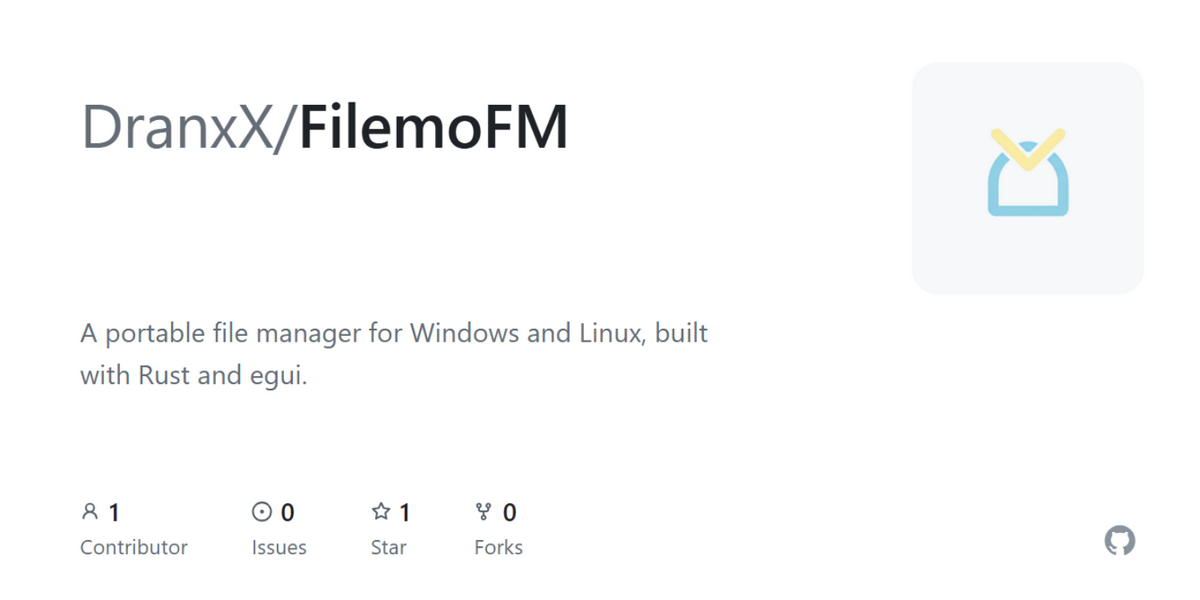 DranxX/FilemoFM
A portable file manager for Windows and Linux, built
with Rust and egui.
1 0 1 0
Contributor Issues Star Forks